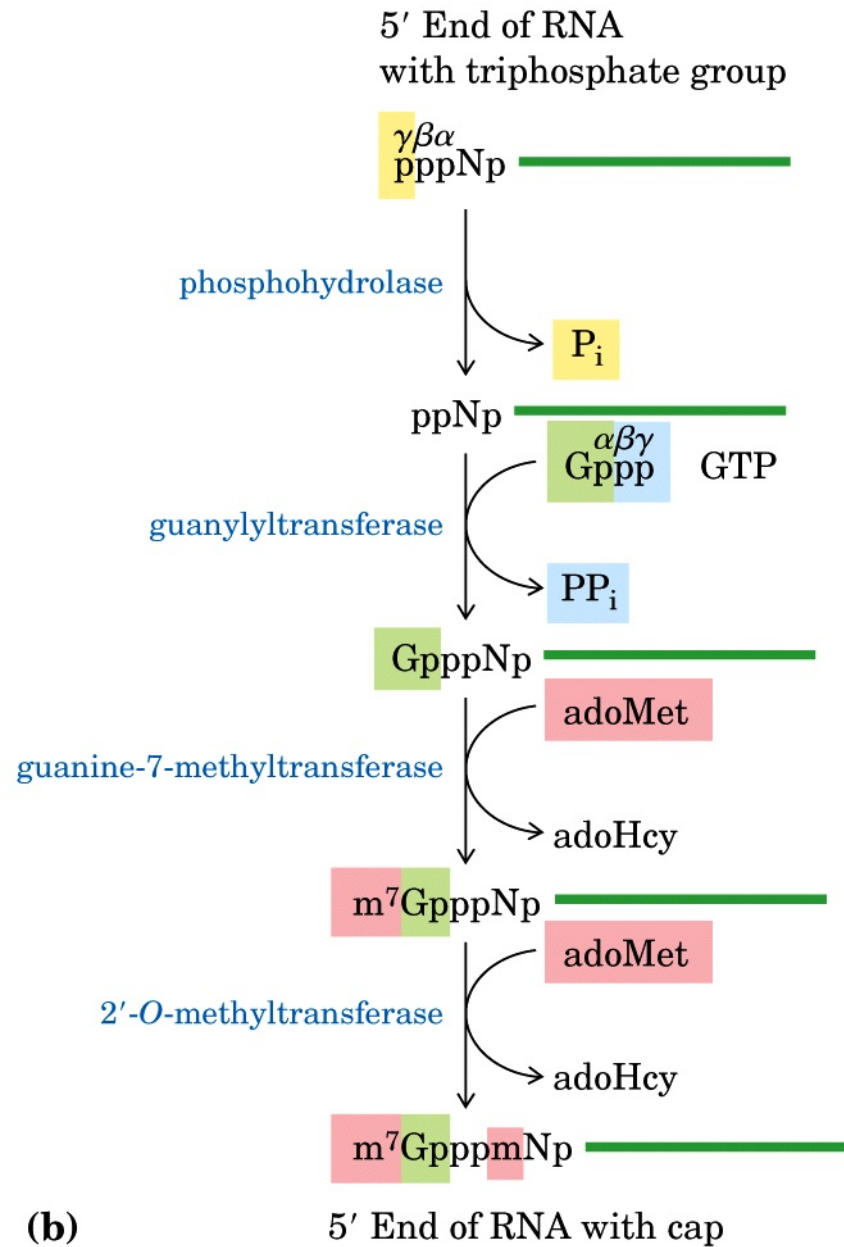 5′ End of RNA
with triphosphate group
γβα
pppNp
phosphohydrolase
Pᵢ
ppNp
αβγ
Gppp GTP
guanylyltransferase
PPᵢ
GpppNp
adoMet
guanine-7-methyltransferase
adoHcy
m⁷GpppNp
adoMet
2′-O-methyltransferase
adoHcy
m⁷GpppmNp
(b) 5′ End of RNA with cap